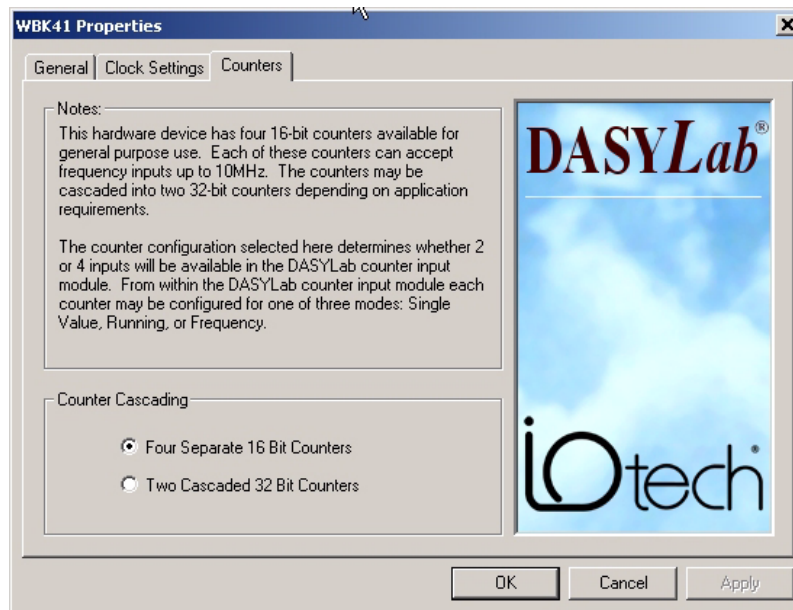 WBK41 Properties
General
Clock Settings
Counters
Notes:
This hardware device has four 16-bit counters available for
general purpose use.  Each of these counters can accept
frequency inputs up to 10MHz.  The counters may be
cascaded into two 32-bit counters depending on application
requirements.
The counter configuration selected here determines whether 2
or 4 inputs will be available in the DASYLab counter input
module.  From within the DASYLab counter input module each
counter may be configured for one of three modes: Single
Value, Running, or Frequency.
DASYLab®
Counter Cascading
Four Separate 16 Bit Counters
Two Cascaded 32 Bit Counters
iOtech®
OK
Cancel
Apply